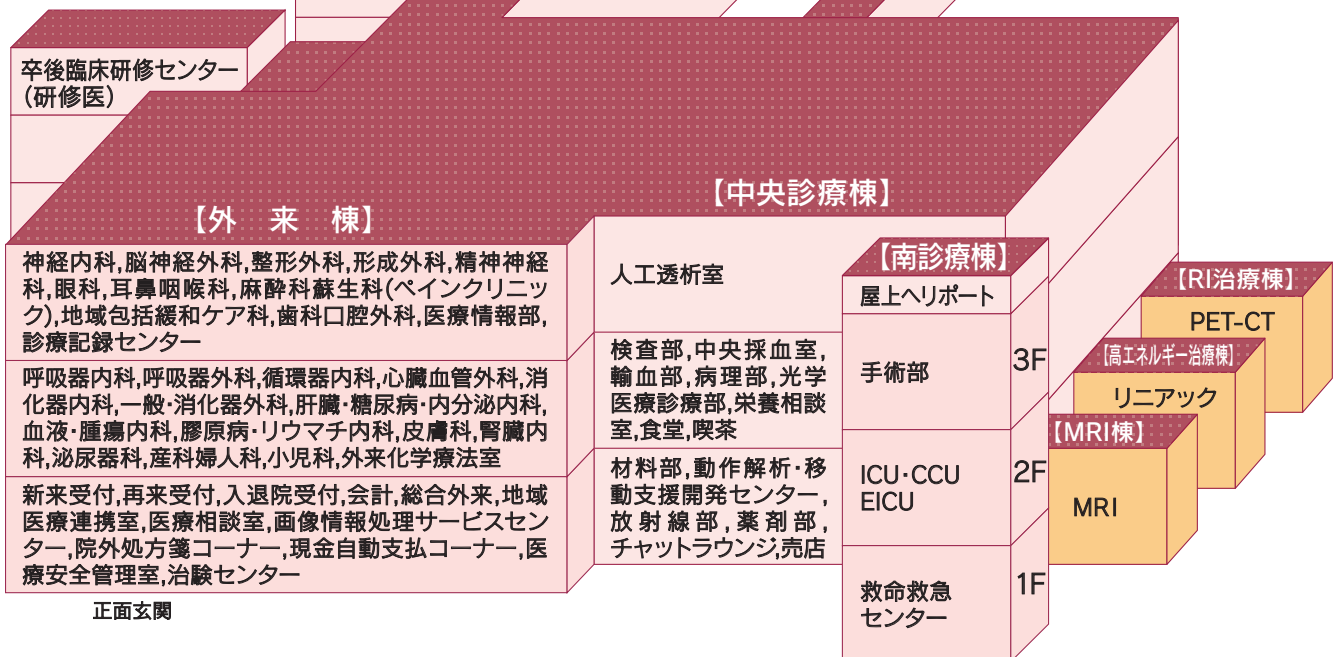 卒後臨床研修センター
(研修医)
【外 来 棟】
神経内科,脳神経外科,整形外科,形成外科,精神神経
科,眼科,耳鼻咽喉科,麻酔科蘇生科(ペインクリニッ
ク),地域包括緩和ケア科,歯科口腔外科,医療情報部,
診療記録センター
呼吸器内科,呼吸器外科,循環器内科,心臓血管外科,消
化器内科,一般・消化器外科,肝臓・糖尿病・内分泌内科,
血液・腫瘍内科,膠原病・リウマチ内科,皮膚科,腎臓内
科,泌尿器科,産科婦人科,小児科,外来化学療法室
新来受付,再来受付,入退院受付,会計,総合外来,地域
医療連携室,医療相談室,画像情報処理サービスセン
ター,院外処方箋コーナー,現金自動支払コーナー,医
療安全管理室,治験センター
正面玄関
【中央診療棟】
人工透析室
検査部,中央採血室,
輸血部,病理部,光学
医療診療部,栄養相談
室,食堂,喫茶
材料部,動作解析・移
動支援開発センター,
放射線部,薬剤部,
チャットラウンジ,売店
【南診療棟】
屋上ヘリポート
手術部
3F
ICU・CCU
EICU
2F
救命救急
センター
1F
【RI治療棟】
PET-CT
【高エネルギー治療棟】
リニアック
【MRI棟】
MRI